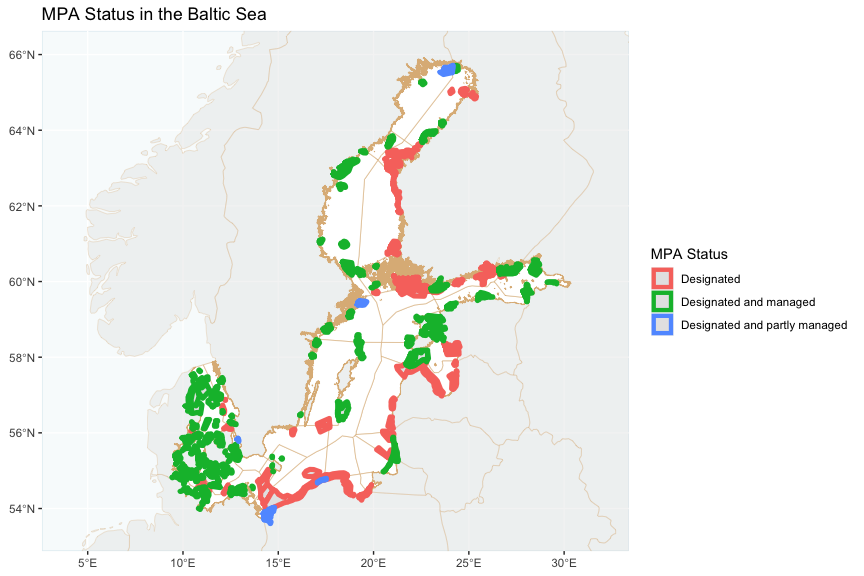 MPA Status in the Baltic Sea
66°N
64°N
62°N
60°N
58°N
56°N
54°N
5°E
10°E
15°E
20°E
25°E
30°E
MPA Status
Designated
Designated and managed
Designated and partly managed